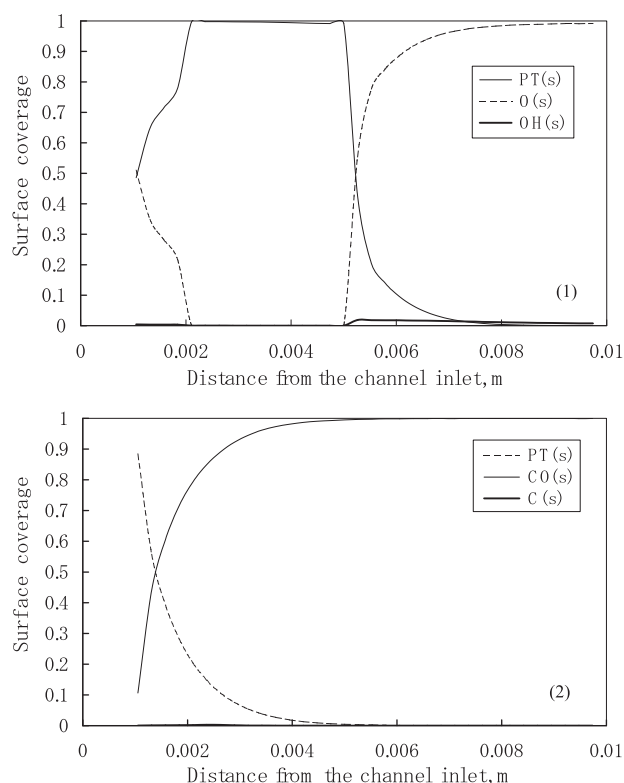 1
0.9
0.8
0.7
0.6
0.5
0.4
0.3
0.2
0.1
0
Surface coverage
PT(s)
O(s)
OH(s)
(1)
0 0.002 0.004 0.006 0.008 0.01
Distance from the channel inlet, m
1
0.9
0.8
0.7
0.6
0.5
0.4
0.3
0.2
0.1
0
Surface coverage
PT(s)
CO(s)
C(s)
(2)
0 0.002 0.004 0.006 0.008 0.01
Distance from the channel inlet, m